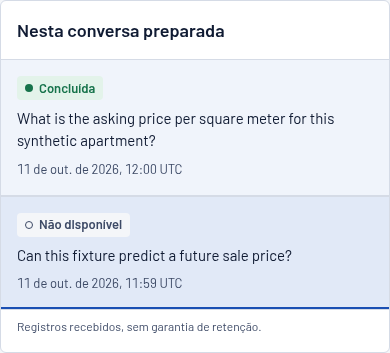 Nesta conversa preparada
Concluída
What is the asking price per square meter for this
synthetic apartment?
11 de out. de 2026, 12:00 UTC
Não disponível
Can this fixture predict a future sale price?
11 de out. de 2026, 11:59 UTC
Registros recebidos, sem garantia de retenção.